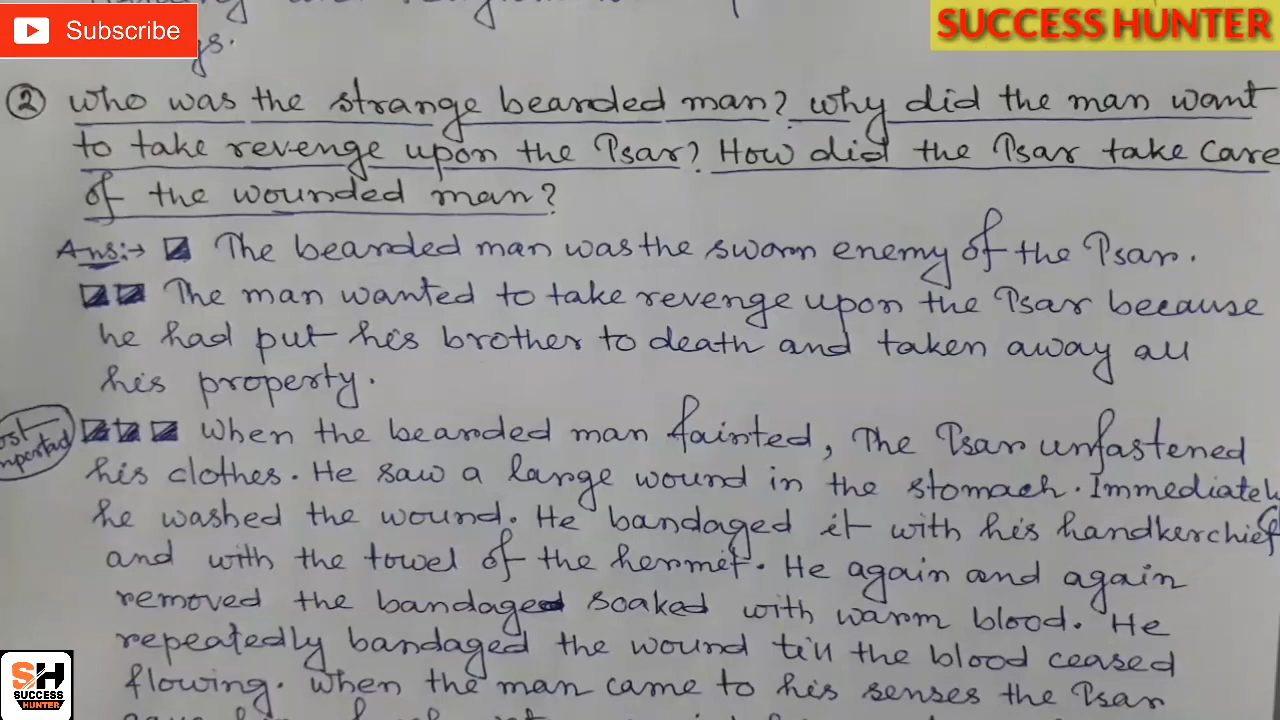 Subscribe
SUCCESS HUNTER
② who was the strange bearded man? why did the man want
to take revenge upon the Tsar? How did the Tsar take care
of the wounded man?
Ans:→ The bearded man was the sworn enemy of the Tsar.
The man wanted to take revenge upon the Tsar because
he had put his brother to death and taken away all
his property.
When the bearded man fainted, The Tsar unfastened
his clothes. He saw a large wound in the stomach. Immediately
he washed the wound. He bandaged it with his handkerchief
and with the towel of the hermit. He again and again
removed the bandage soaked with warm blood. He
repeatedly bandaged the wound till the blood ceased
flowing. When the man came to his senses the Tsar
SH
SUCCESS
HUNTER